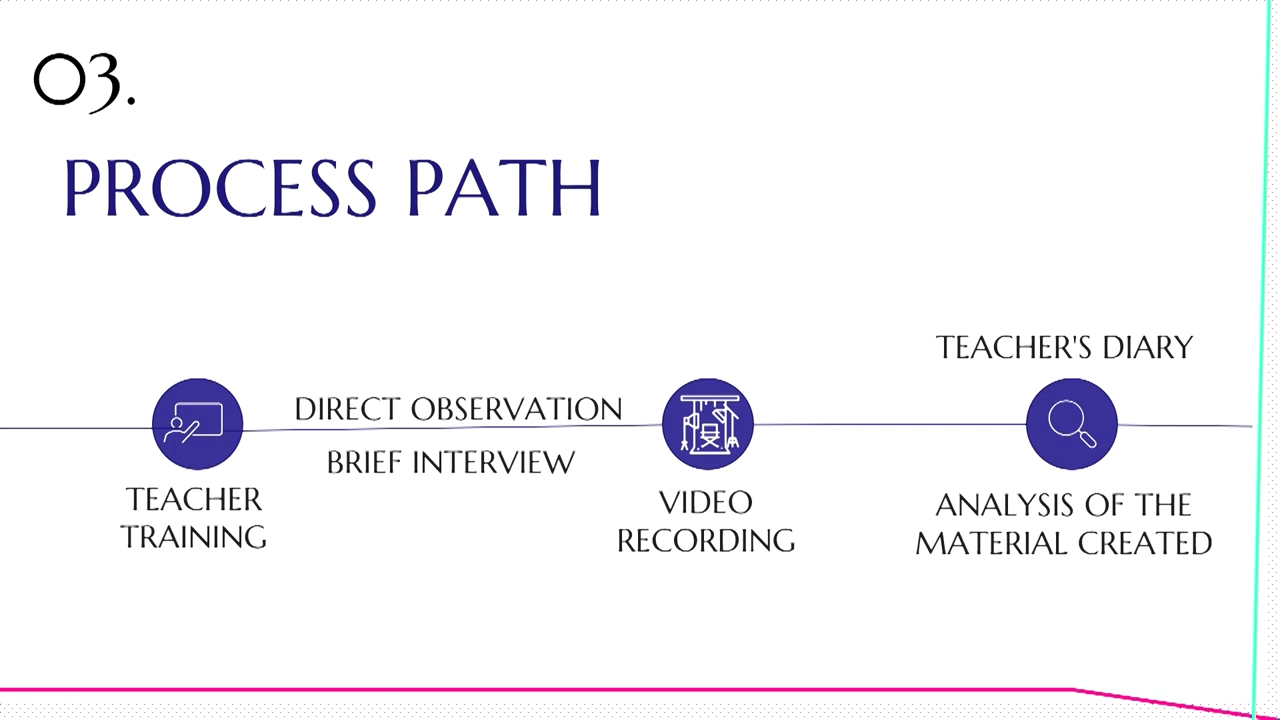 03.
PROCESS PATH
TEACHER TRAINING
DIRECT OBSERVATION
BRIEF INTERVIEW
VIDEO
RECORDING
TEACHER'S DIARY
ANALYSIS OF THE
MATERIAL CREATED